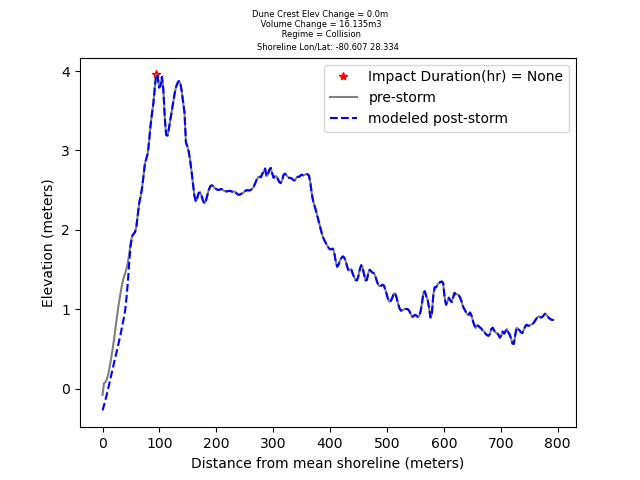 Dune Crest Elev Change = 0.0m
Volume Change = 16.135m3
Regime = Collision
Shoreline Lon/Lat: -80.607 28.334
Impact Duration(hr) = None
pre-storm
modeled post-storm
Elevation (meters)
4
3
2
1
0
0 100 200 300 400 500 600 700 800
Distance from mean shoreline (meters)